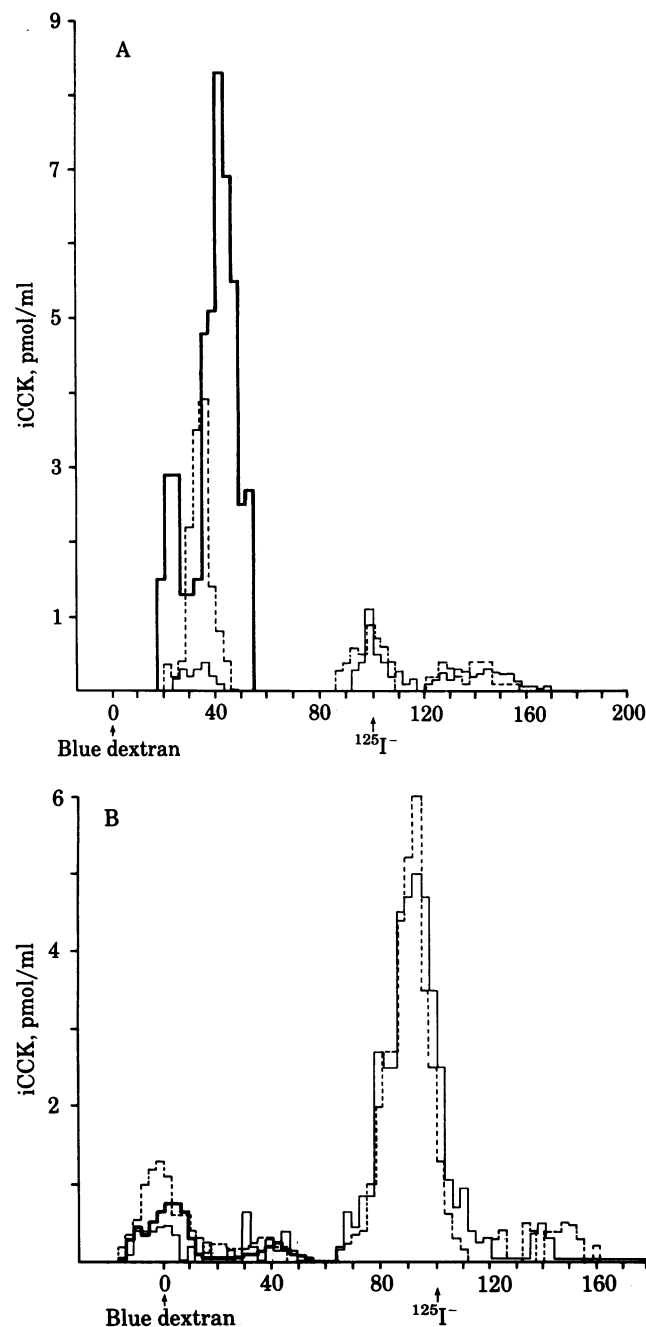 9
A
7
5
iCCK, pmol/ml
3
1
0 40 80 120 160 200
Blue dextran ¹²⁵I⁻
6
B
4
iCCK, pmol/ml
2
0 40 80 120 160
Blue dextran ¹²⁵I⁻